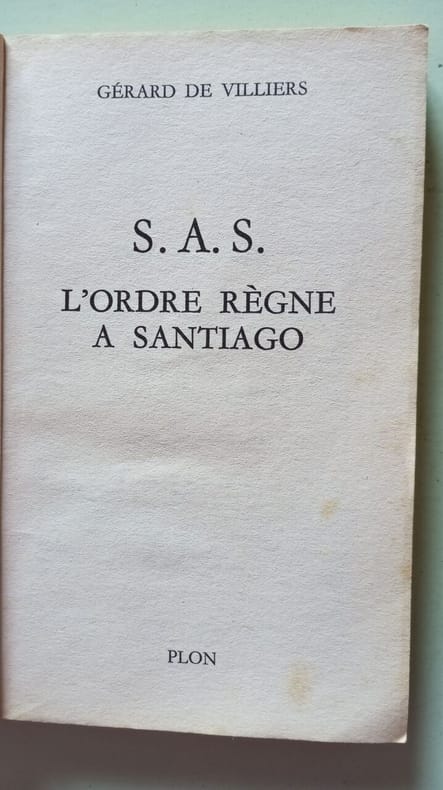 GÉRARD DE VILLIERS
S. A. S.
L'ORDRE RÈGNE
A SANTIAGO
PLON